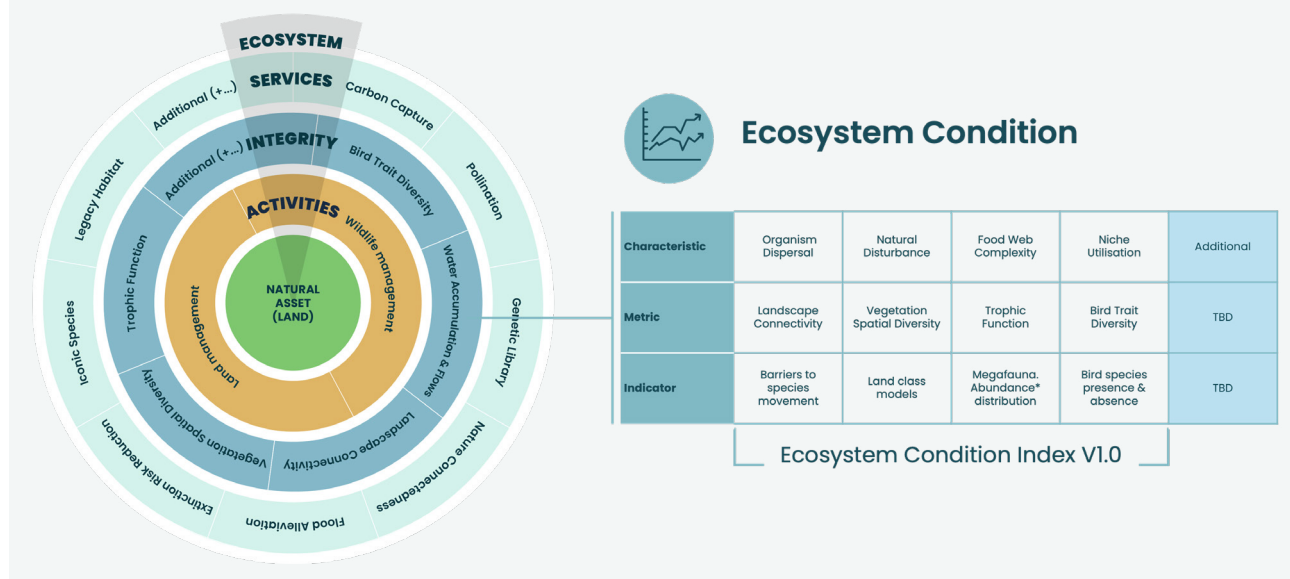 ECOSYSTEM
SERVICES
Carbon Capture
Pollination
Genetic Library
Nature Connectedness
Flood Alleviation
Extinction Risk Reduction
Iconic Species
Legacy Habitat
Additional (+...)
INTEGRITY
Bird Trait Diversity
Water Accumulation & Flows
Landscape Connectivity
Vegetation Spatial Diversity
Trophic Function
Additional (+...)
ACTIVITIES
Wildlife management
Land management
NATURAL
ASSET
(LAND)
Ecosystem Condition
Characteristic
Organism
Dispersal
Natural
Disturbance
Food Web
Complexity
Niche
Utilisation
Additional
Metric
Landscape
Connectivity
Vegetation
Spatial Diversity
Trophic
Function
Bird Trait
Diversity
TBD
Indicator
Barriers to
species
movement
Land class
models
Megafauna.
Abundance*
distribution
Bird species
presence &
absence
TBD
Ecosystem Condition Index V1.0